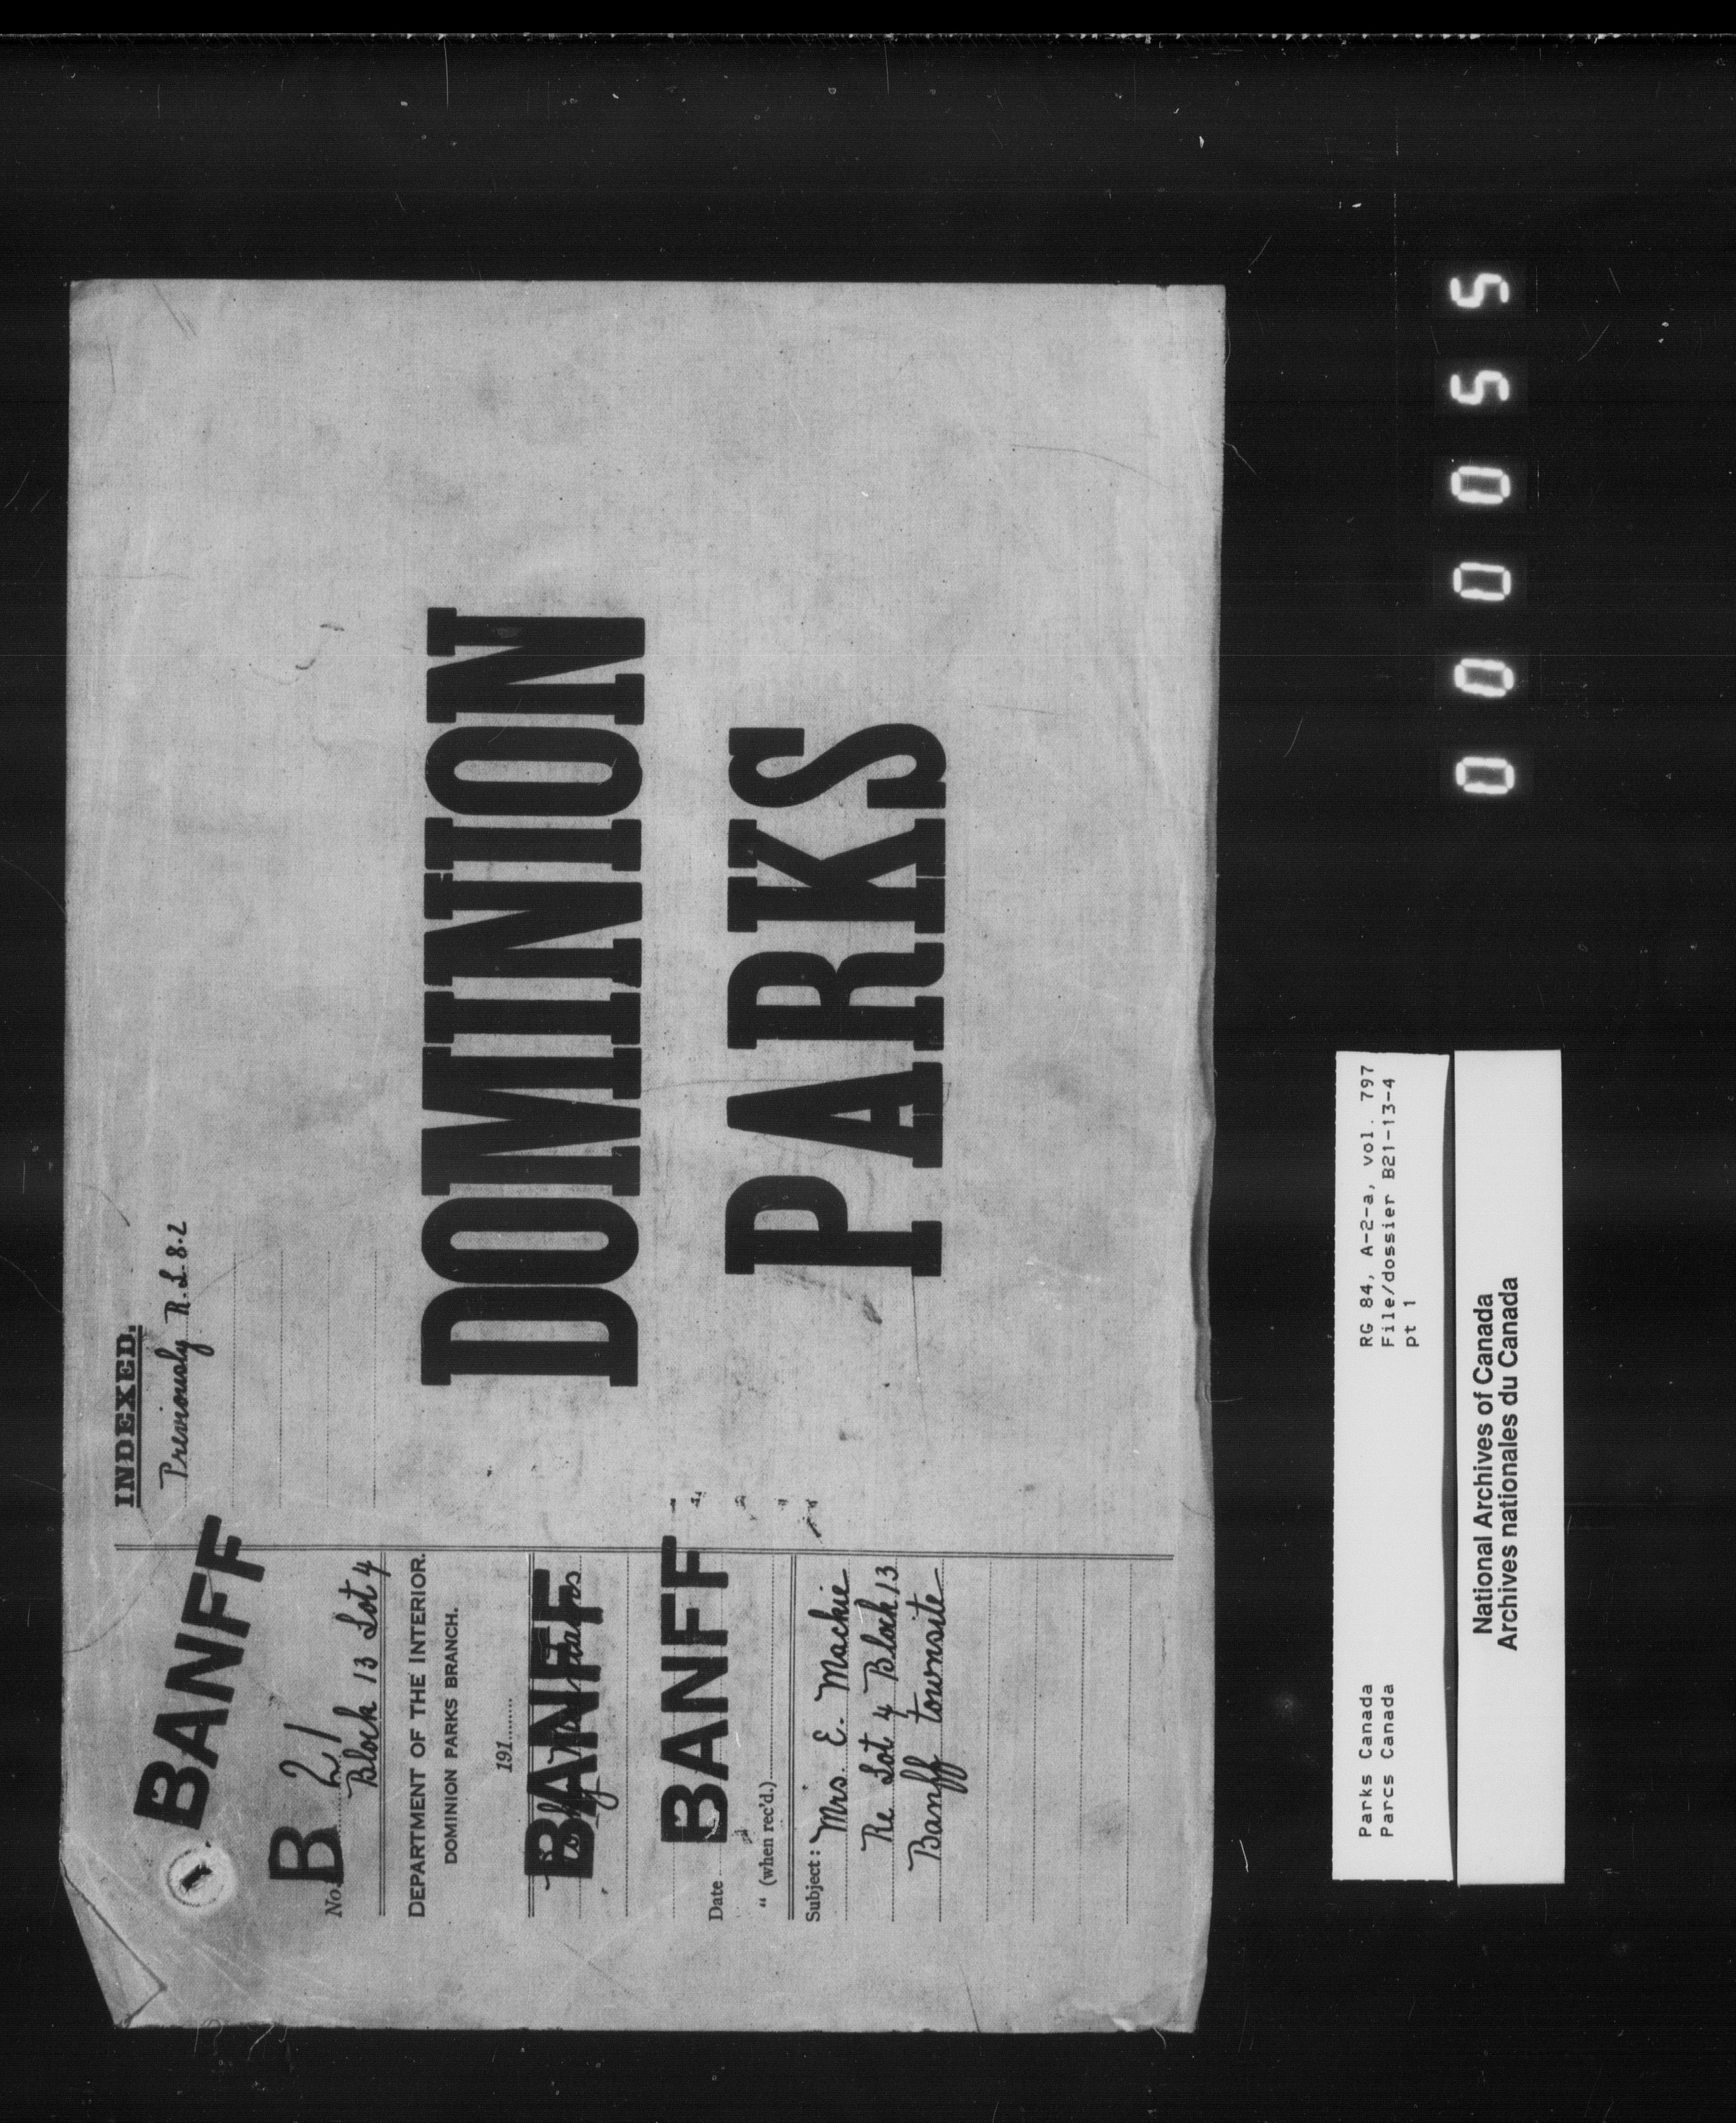 BANFF
INDEXED.
Previously R.L.8.2
No. B 21
Block 13 Lot 4
DEPARTMENT OF THE INTERIOR.
DOMINION PARKS BRANCH.
191........
BANFF
BANFF
Date
" (when rec'd.)
Subject: Mrs. E. Mackie
Re Lot 4 Block 13
Banff townsite
DOMINION
PARKS
Parks Canada RG 84, A-2-a, vol. 797
Parcs Canada File/dossier B21-13-4
pt 1
National Archives of Canada
Archives nationales du Canada
000055